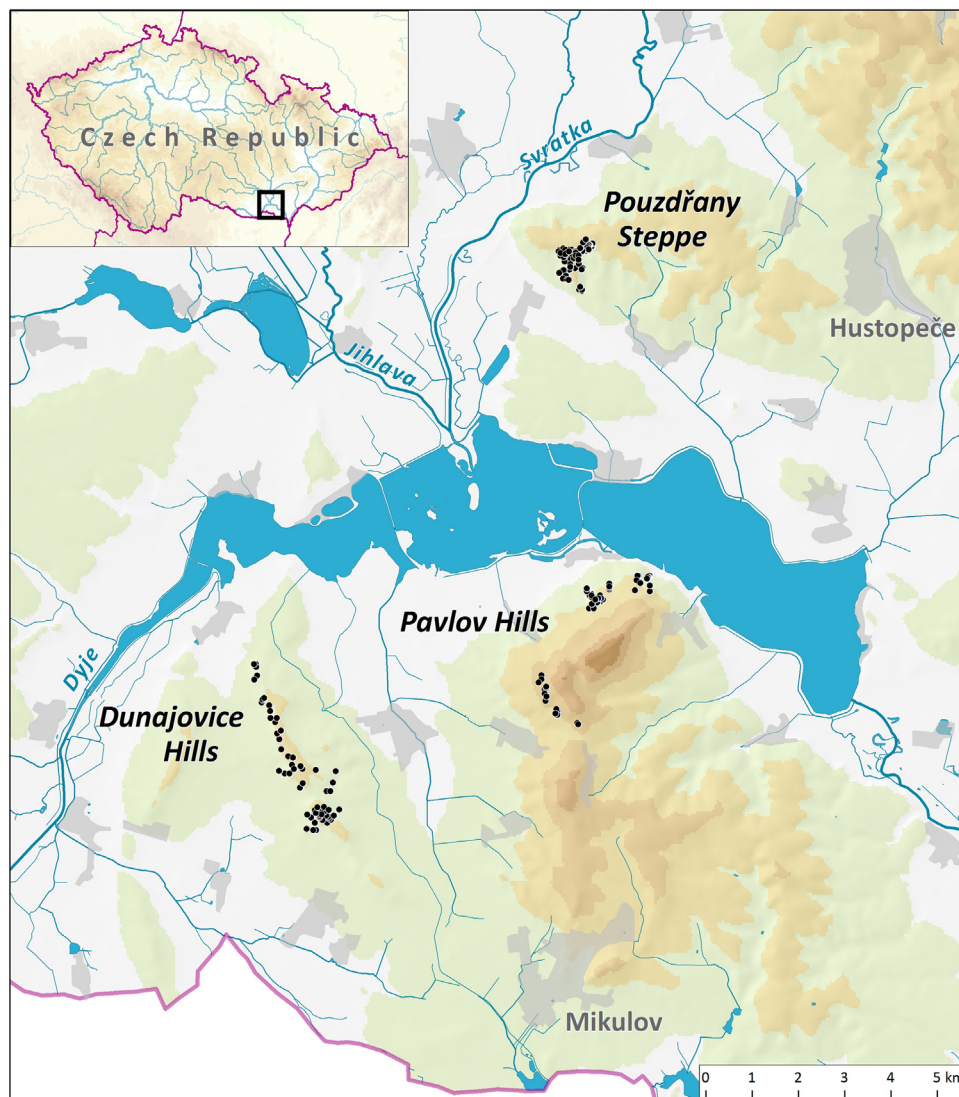 Czech Republic
Svratka
Pouzdřany
Steppe
Hustopeče
Jihlava
Pavlov Hills
Dyje
Dunajovice
Hills
Mikulov
0 1 2 3 4 5 km